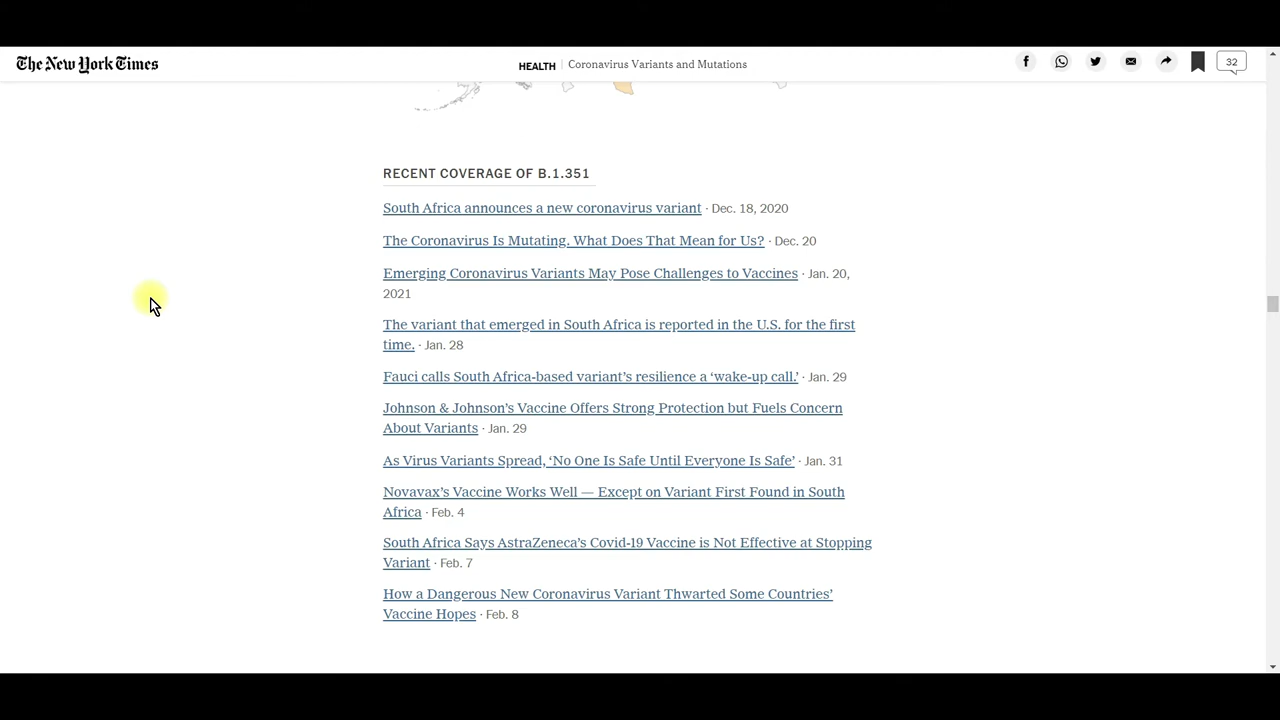 The New York Times
HEALTH | Coronavirus Variants and Mutations
32
RECENT COVERAGE OF B.1.351
South Africa announces a new coronavirus variant · Dec. 18, 2020
The Coronavirus Is Mutating. What Does That Mean for Us? · Dec. 20
Emerging Coronavirus Variants May Pose Challenges to Vaccines · Jan. 20,
2021
The variant that emerged in South Africa is reported in the U.S. for the first
time. · Jan. 28
Fauci calls South Africa-based variant’s resilience a ‘wake-up call.’ · Jan. 29
Johnson & Johnson’s Vaccine Offers Strong Protection but Fuels Concern
About Variants · Jan. 29
As Virus Variants Spread, ‘No One Is Safe Until Everyone Is Safe’ · Jan. 31
Novavax’s Vaccine Works Well — Except on Variant First Found in South
Africa · Feb. 4
South Africa Says AstraZeneca’s Covid-19 Vaccine is Not Effective at Stopping
Variant · Feb. 7
How a Dangerous New Coronavirus Variant Thwarted Some Countries’
Vaccine Hopes · Feb. 8